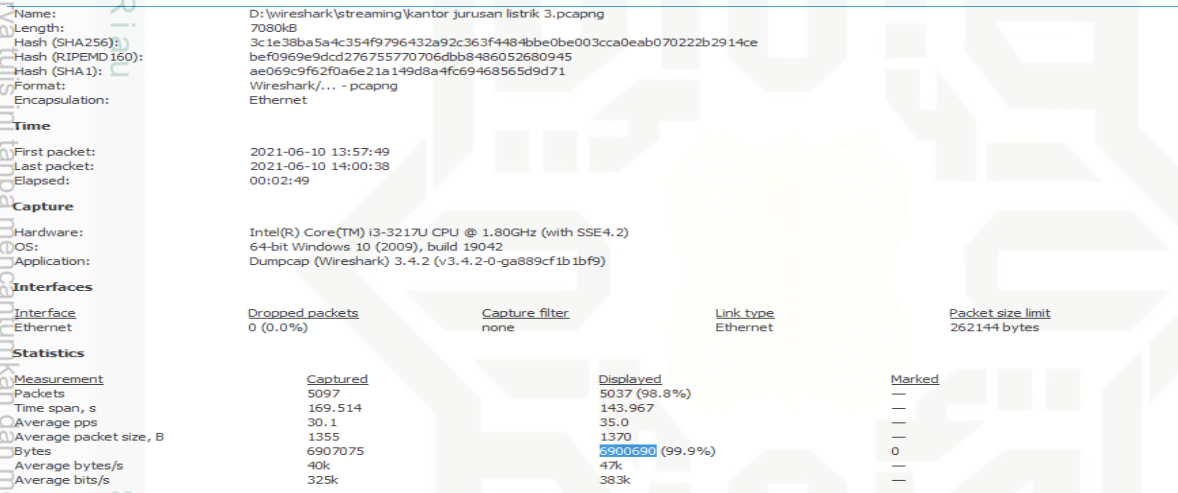 Name: D:\wireshark\streaming\kantor jurusan listrik 3.pcapng
Length: 7080kB
Hash (SHA256): 3c1e38ba5a4c354f9796432a92c363f4484bbe0be003cca0eab070222b2914ce
Hash (RIPEMD160): bef0969e9dcd276755770706dbb8486052680945
Hash (SHA1): ae069c9f62f0a6e21a149d8a4fc69468565d9d71
Format: Wireshark/... - pcapng
Encapsulation: Ethernet
Time
First packet: 2021-06-10 13:57:49
Last packet: 2021-06-10 14:00:38
Elapsed: 00:02:49
Capture
Hardware: Intel(R) Core(TM) i3-3217U CPU @ 1.80GHz (with SSE4.2)
OS: 64-bit Windows 10 (2009), build 19042
Application: Dumpcap (Wireshark) 3.4.2 (v3.4.2-0-ga889cf1b1bf9)
Interfaces
Interface Dropped packets Capture filter Link type Packet size limit
Ethernet 0 (0.0%) none Ethernet 262144 bytes
Statistics
Measurement Captured Displayed Marked
Packets 5097 5037 (98.8%) —
Time span, s 169.514 143.967 —
Average pps 30.1 35.0 —
Average packet size, B 1355 1370 —
Bytes 6907075 6900690 (99.9%) 0
Average bytes/s 40k 47k —
Average bits/s 325k 383k —
Riau
tulis ini tanpa mencantumkan dan